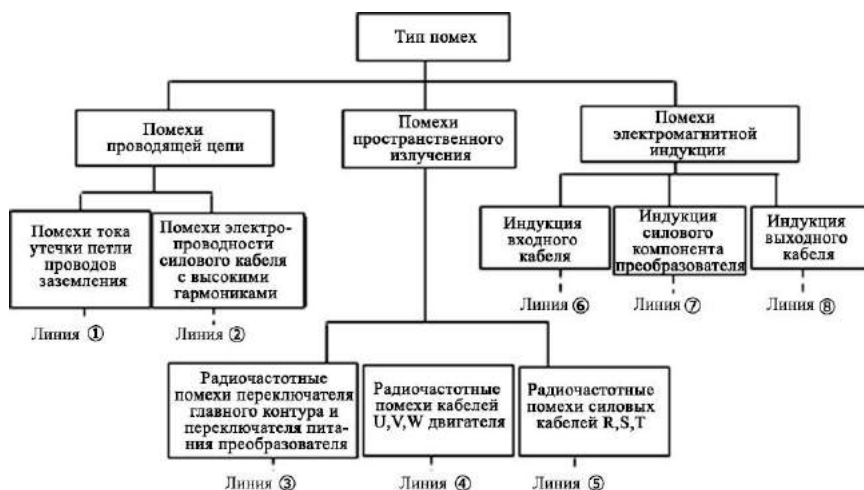 Тип помех
Помехи
проводящей цепи
Помехи
пространственного
излучения
Помехи
электромагнитной
индукции
Помехи тока
утечки петли
проводов
заземления
Помехи электро-
проводности
силового кабеля
с высокими
гармониками
Индукция
входного
кабеля
Индукция
силового
компонента
преобразователя
Индукция
выходного
кабеля
Линия ①
Линия ②
Линия ⑥
Линия ⑦
Линия ⑧
Радиочастотные
помехи переключателя
главного контура и
переключателя пита-
ния преобразователя
Радиочастотные
помехи кабелей
U,V,W двигателя
Радиочастотные
помехи силовых
кабелей R,S,T
Линия ③
Линия ④
Линия ⑤